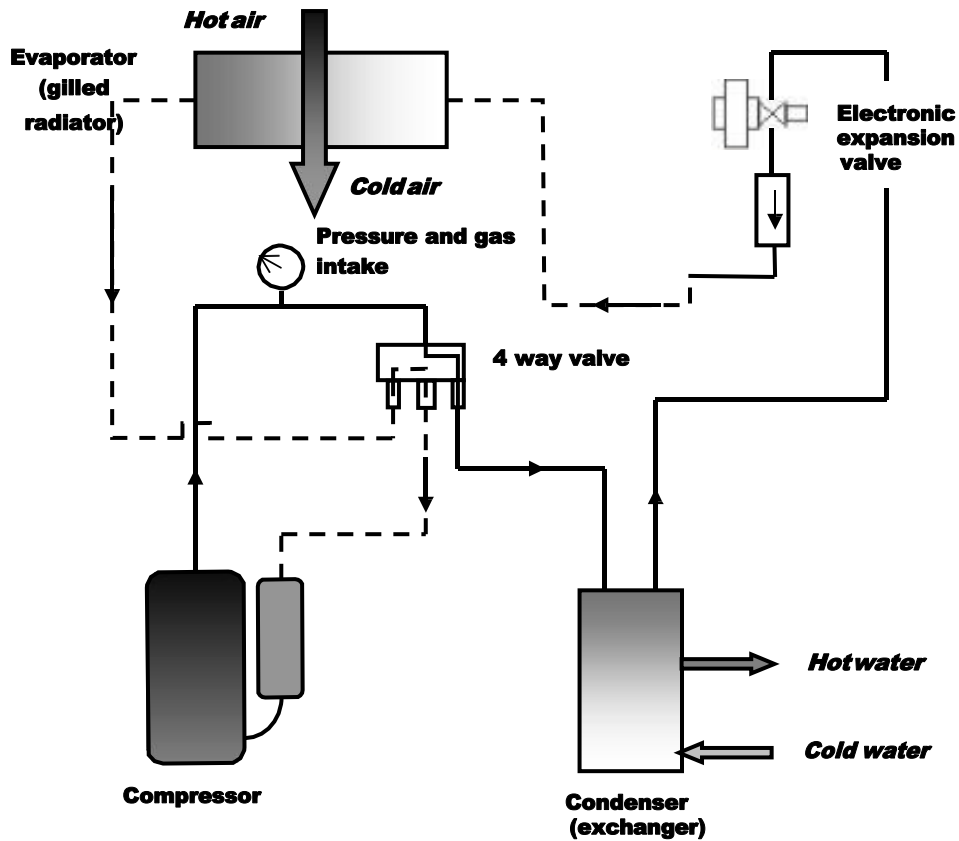 Hot air
Evaporator
(gilled
radiator)
Electronic
expansion
valve
Cold air
Pressure and gas
intake
4 way valve
Hot water
Cold water
Compressor
Condenser
(exchanger)